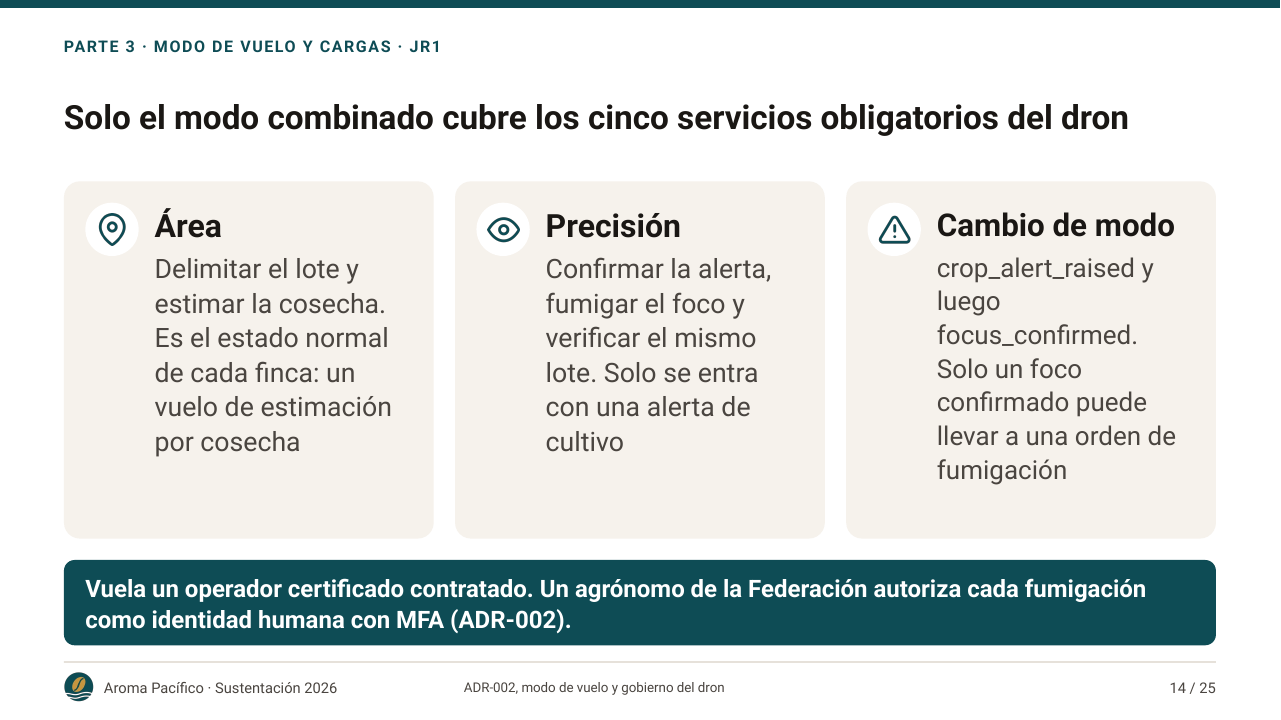 PARTE 3 · MODO DE VUELO Y CARGAS · JR1
Solo el modo combinado cubre los cinco servicios obligatorios del dron
Área
Delimitar el lote y
estimar la cosecha.
Es el estado normal
de cada finca: un
vuelo de estimación
por cosecha
Precisión
Confirmar la alerta,
fumigar el foco y
verificar el mismo
lote. Solo se entra
con una alerta de
cultivo
Cambio de modo
crop_alert_raised y
luego
focus_confirmed.
Solo un foco
confirmado puede
llevar a una orden de
fumigación
Vuela un operador certificado contratado. Un agrónomo de la Federación autoriza cada fumigación
como identidad humana con MFA (ADR-002).
Aroma Pacífico · Sustentación 2026
ADR-002, modo de vuelo y gobierno del dron
14 / 25